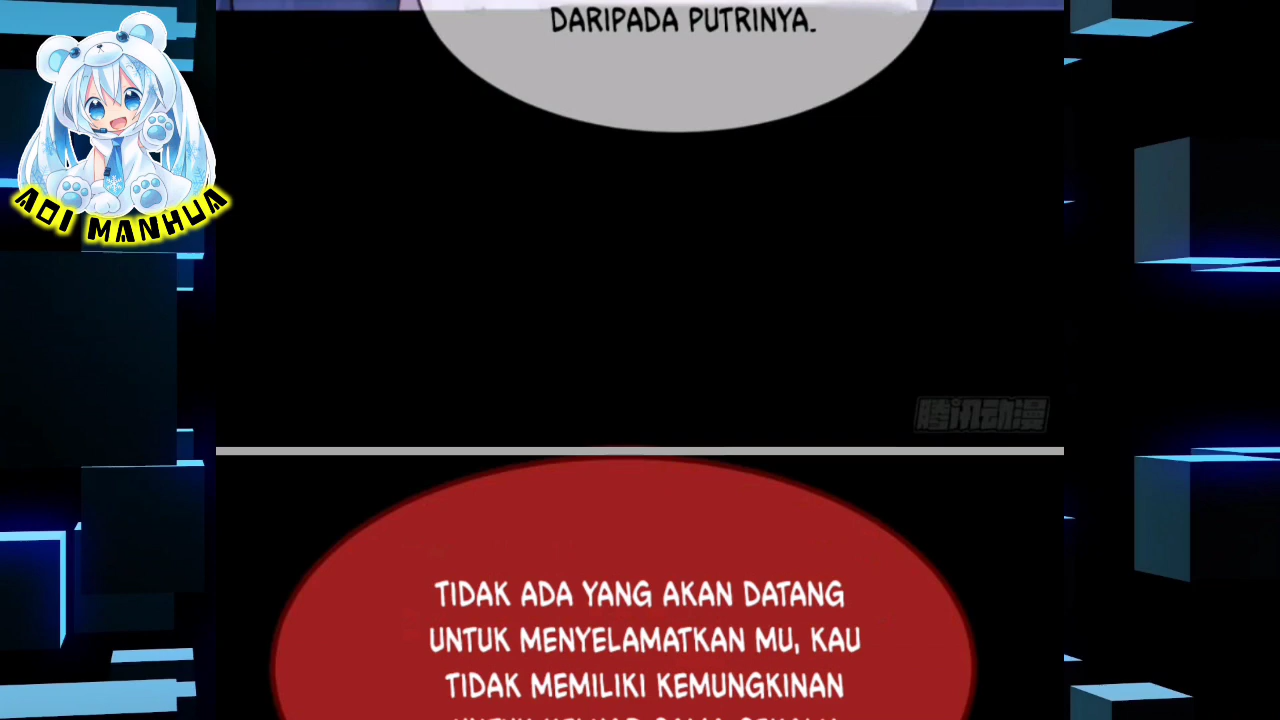 DARIPADA PUTRINYA.
AOI MANHUA
腾讯动漫
TIDAK ADA YANG AKAN DATANG
UNTUK MENYELAMATKAN MU, KAU
TIDAK MEMILIKI KEMUNGKINAN